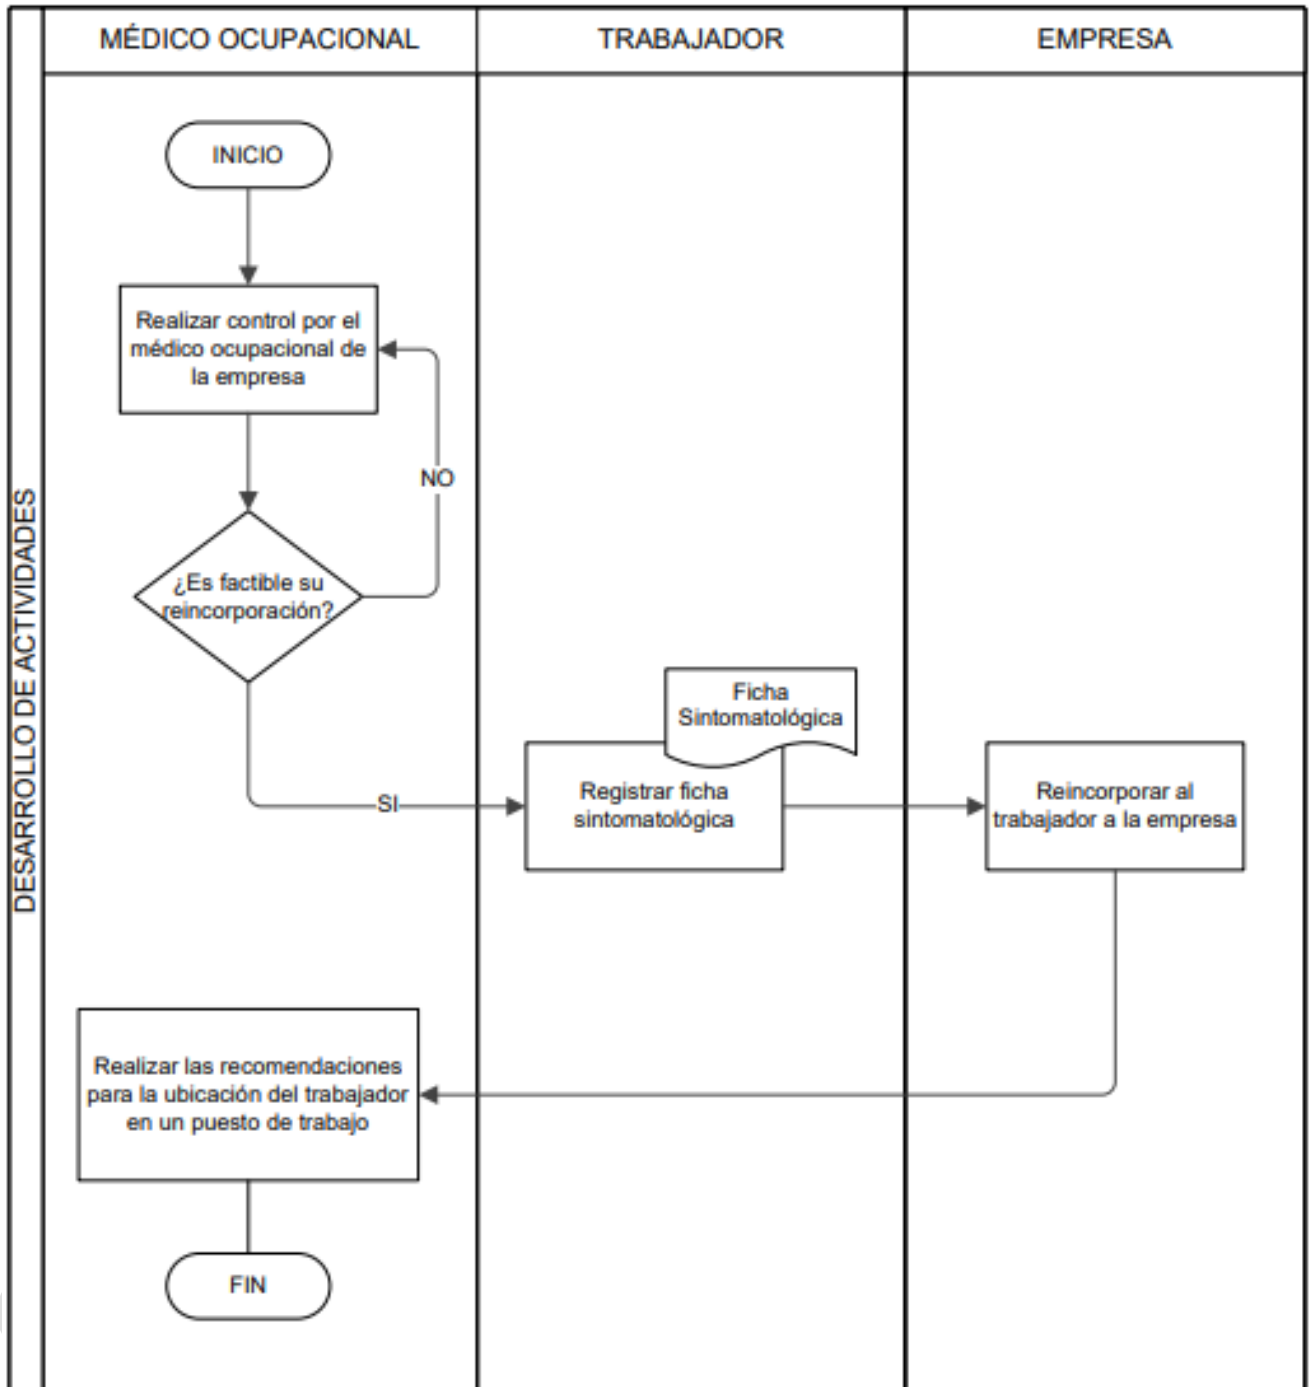 MÉDICO OCUPACIONAL
TRABAJADOR
EMPRESA
DESARROLLO DE ACTIVIDADES
INICIO
Realizar control por el
médico ocupacional de
la empresa
NO
¿Es factible su
reincorporación?
SI
Ficha
Sintomatológica
Registrar ficha
sintomatológica
Reincorporar al
trabajador a la empresa
Realizar las recomendaciones
para la ubicación del trabajador
en un puesto de trabajo
FIN